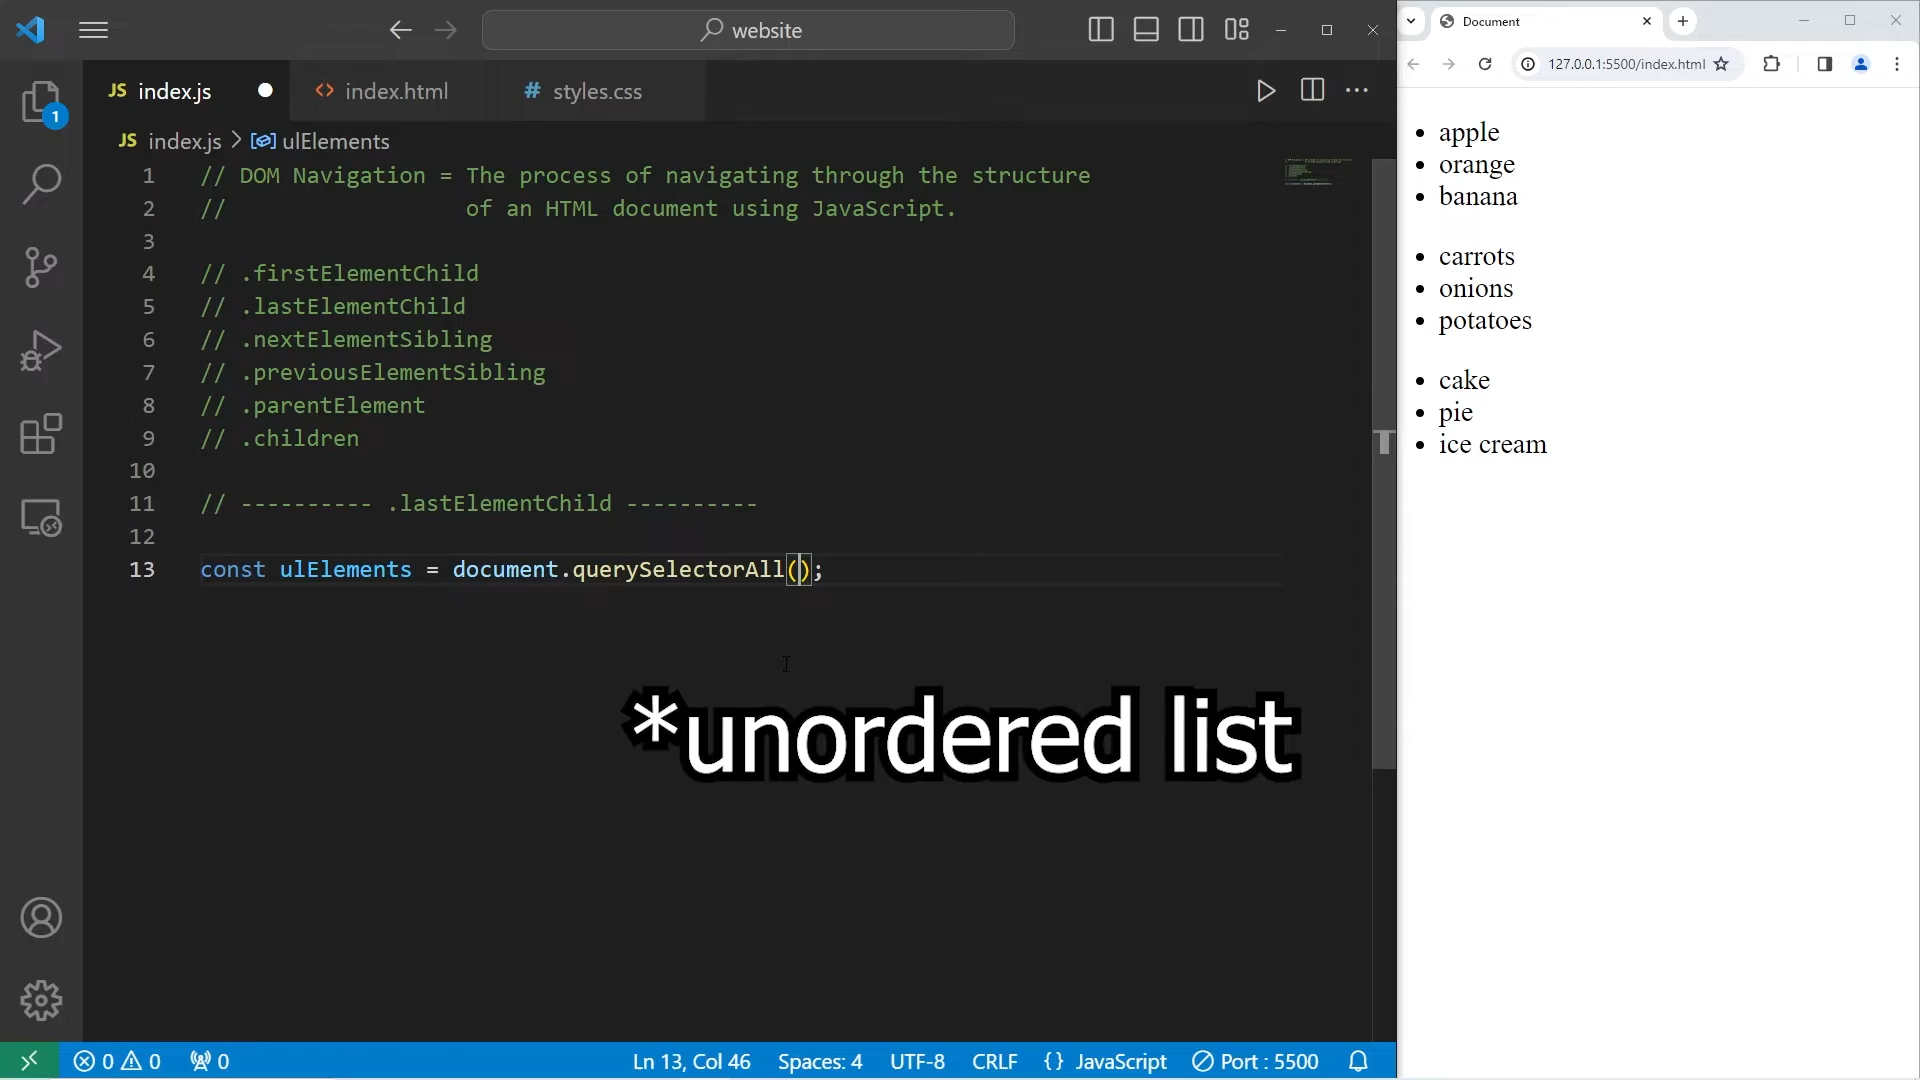 website
Document
127.0.0.1:5500/index.html
JS index.js
<> index.html
# styles.css
1
JS index.js > ulElements
1 // DOM Navigation = The process of navigating through the structure
2 // of an HTML document using JavaScript.
3
4 // .firstElementChild
5 // .lastElementChild
6 // .nextElementSibling
7 // .previousElementSibling
8 // .parentElement
9 // .children
10
11 // ---------- .lastElementChild ----------
12
13 const ulElements = document.querySelectorAll();
*unordered list
• apple
• orange
• banana
• carrots
• onions
• potatoes
• cake
• pie
• ice cream
0 0 0 Ln 13, Col 46 Spaces: 4 UTF-8 CRLF {} JavaScript Port : 5500